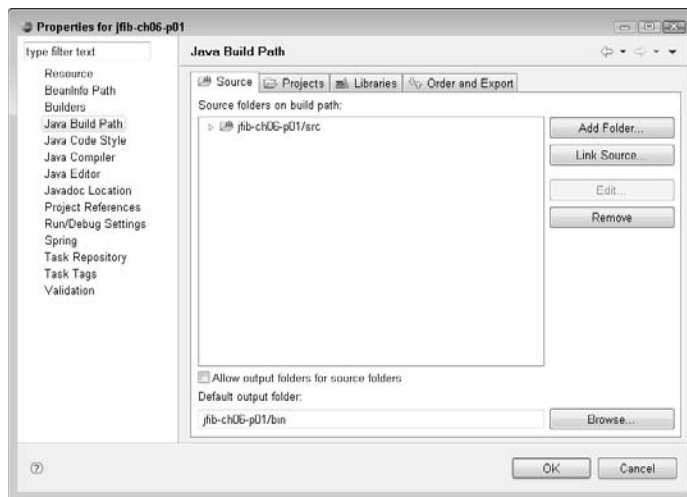 Properties for jfib-ch06-p01
type filter text
Resource
BeanInfo Path
Builders
Java Build Path
Java Code Style
Java Compiler
Java Editor
Javadoc Location
Project References
Run/Debug Settings
Spring
Task Repository
Task Tags
Validation
Java Build Path
Source Projects Libraries Order and Export
Source folders on build path:
jfib-ch06-p01/src
Add Folder...
Link Source...
Edit...
Remove
Allow output folders for source folders
Default output folder:
jfib-ch06-p01/bin
Browse...
?
OK Cancel